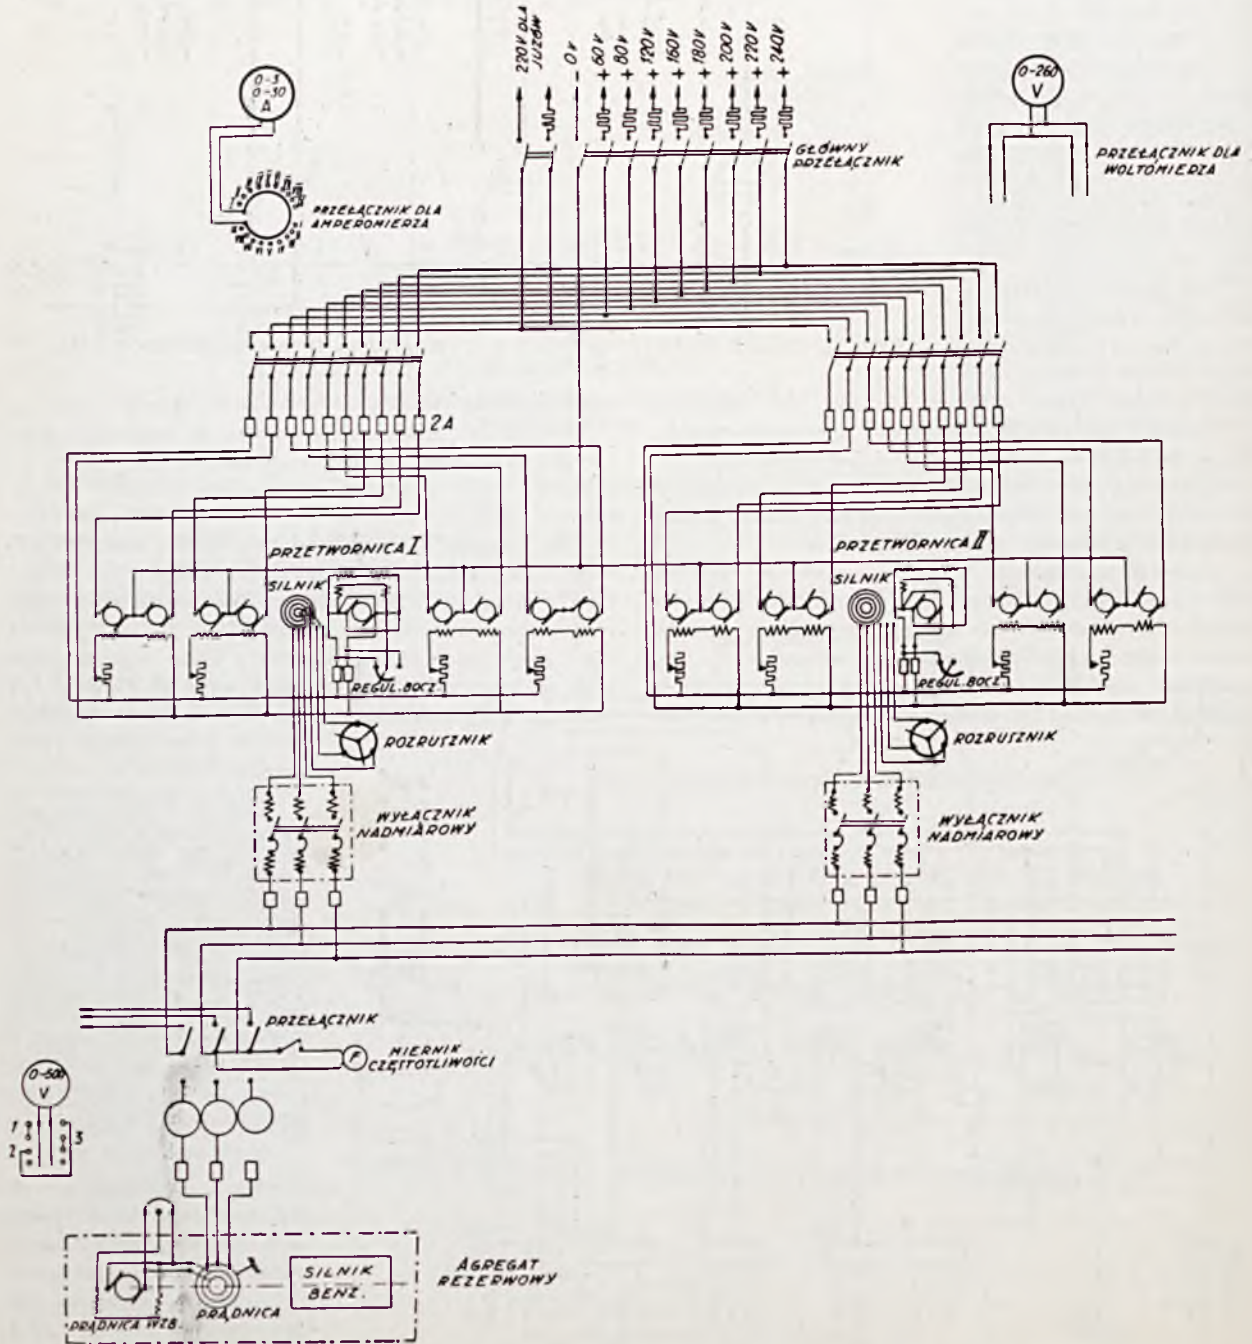 220V DLA
JUZÓW
- 0V
+ 60V
+ 80V
+ 120V
+ 160V
+ 180V
+ 200V
+ 220V
+ 240V
0-3
0-30
A
0-260
V
GŁÓWNY
PRZEŁĄCZNIK
PRZEŁĄCZNIK DLA
WOLTOMIERZA
PRZEŁĄCZNIK DLA
AMPEROMIERZA
2A
PRZETWORNICA I
SILNIK
REGUL. BOCZ.
PRZETWORNICA II
SILNIK
REGUL. BOCZ.
ROZRUSZNIK
ROZRUSZNIK
WYŁĄCZNIK
NADMIAROWY
WYŁĄCZNIK
NADMIAROWY
PRZEŁĄCZNIK
F
MIERNIK
CZĘSTOTLIWOŚCI
0-500
V
1
2
3
AGREGAT
REZERWOWY
SILNIK
BENZ.
PRĄDNICA
PRĄDNICA WZB.